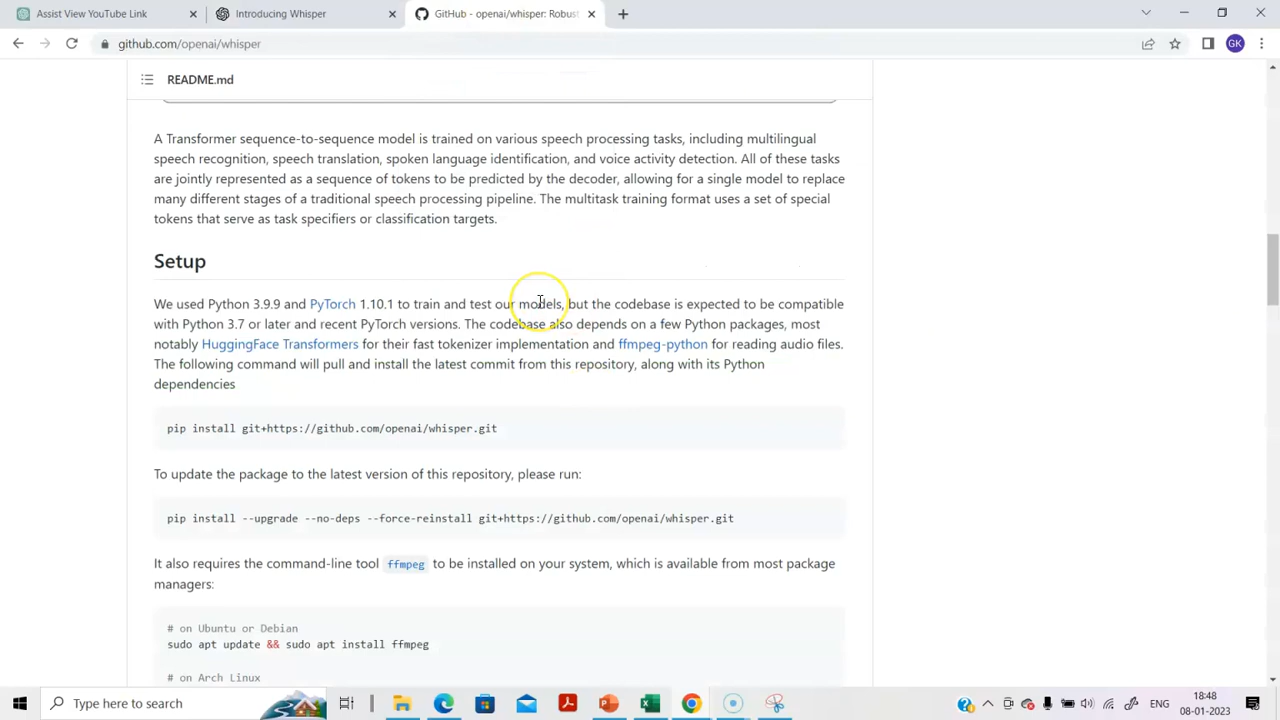 Assist View YouTube Link
Introducing Whisper
GitHub - openai/whisper: Robust
github.com/openai/whisper
GK
README.md
A Transformer sequence-to-sequence model is trained on various speech processing tasks, including multilingual
speech recognition, speech translation, spoken language identification, and voice activity detection. All of these tasks
are jointly represented as a sequence of tokens to be predicted by the decoder, allowing for a single model to replace
many different stages of a traditional speech processing pipeline. The multitask training format uses a set of special
tokens that serve as task specifiers or classification targets.
Setup
We used Python 3.9.9 and PyTorch 1.10.1 to train and test our models, but the codebase is expected to be compatible
with Python 3.7 or later and recent PyTorch versions. The codebase also depends on a few Python packages, most
notably HuggingFace Transformers for their fast tokenizer implementation and ffmpeg-python for reading audio files.
The following command will pull and install the latest commit from this repository, along with its Python
dependencies
pip install git+https://github.com/openai/whisper.git
To update the package to the latest version of this repository, please run:
pip install --upgrade --no-deps --force-reinstall git+https://github.com/openai/whisper.git
It also requires the command-line tool ffmpeg to be installed on your system, which is available from most package
managers:
# on Ubuntu or Debian
sudo apt update && sudo apt install ffmpeg
# on Arch Linux
Type here to search
ENG
18:48
08-01-2023